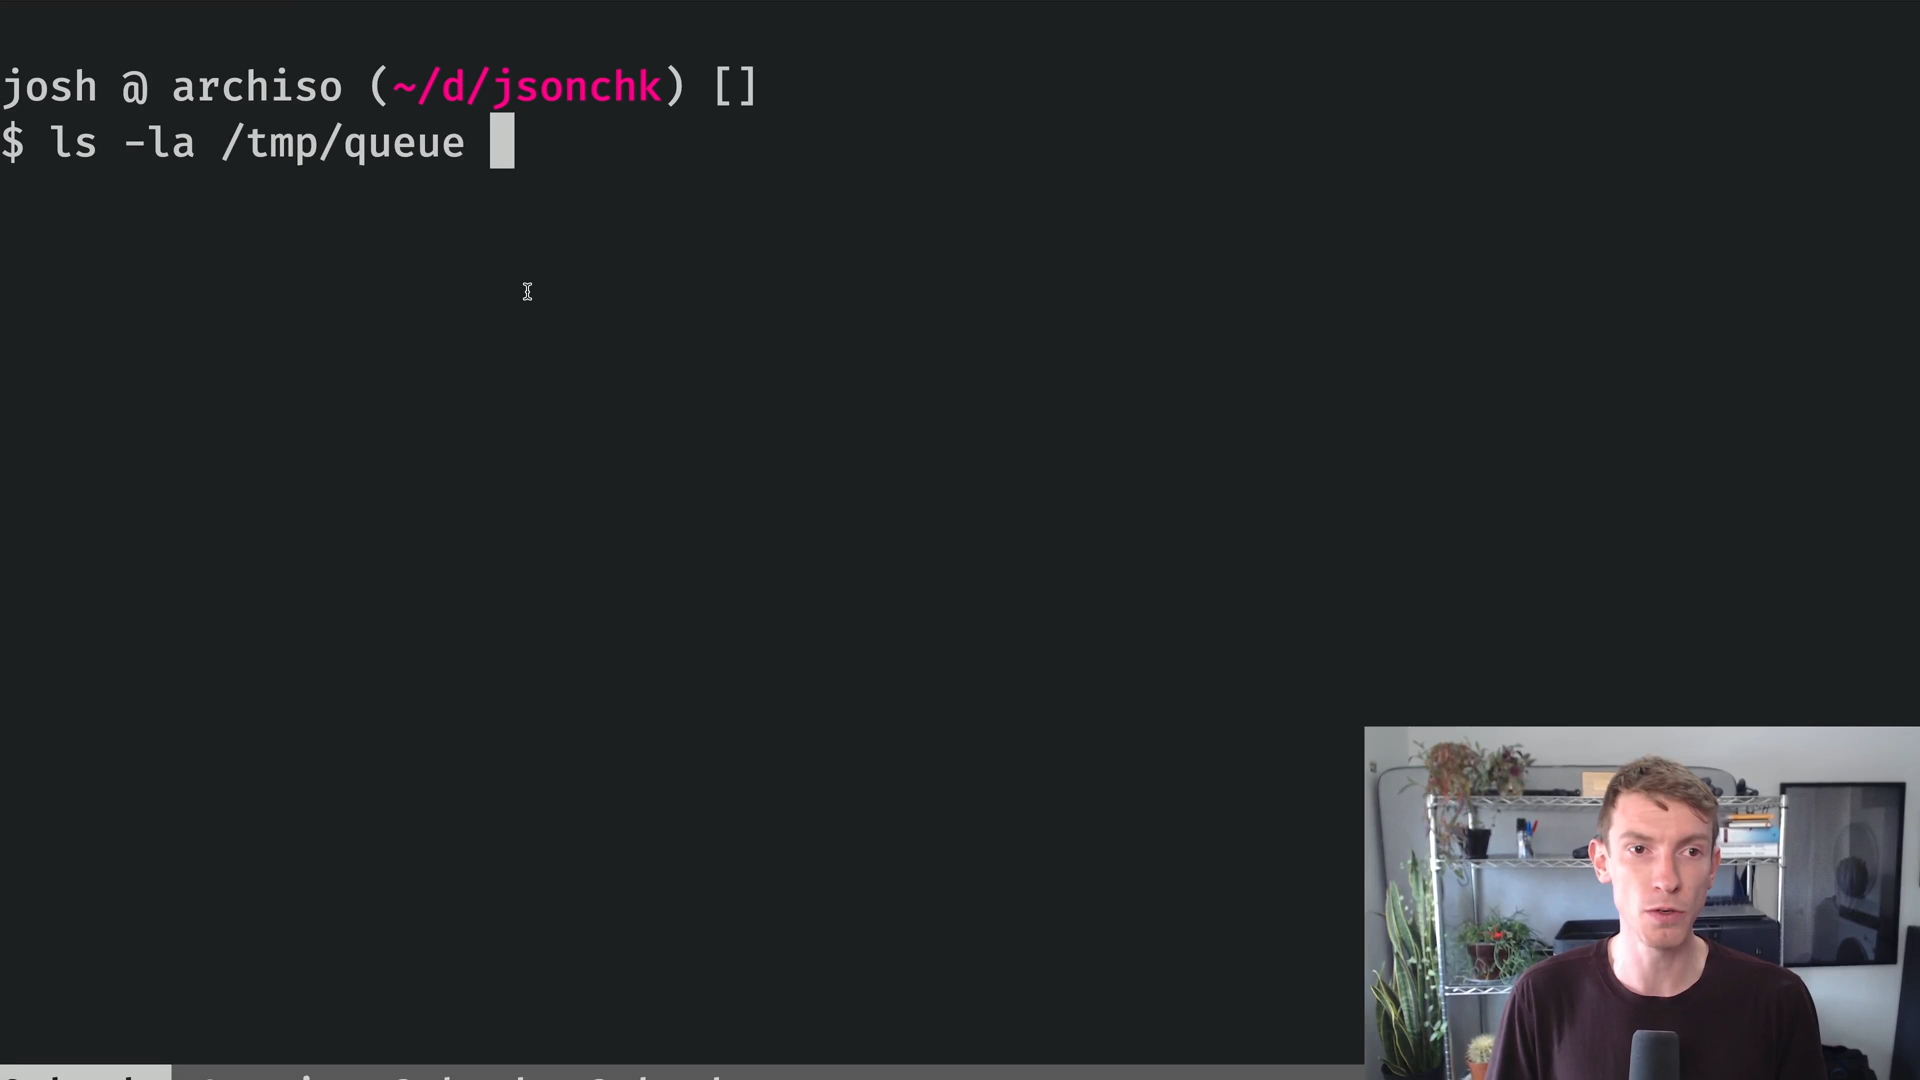 josh @ archiso (~/d/jsonchk) []
$ ls -la /tmp/queue